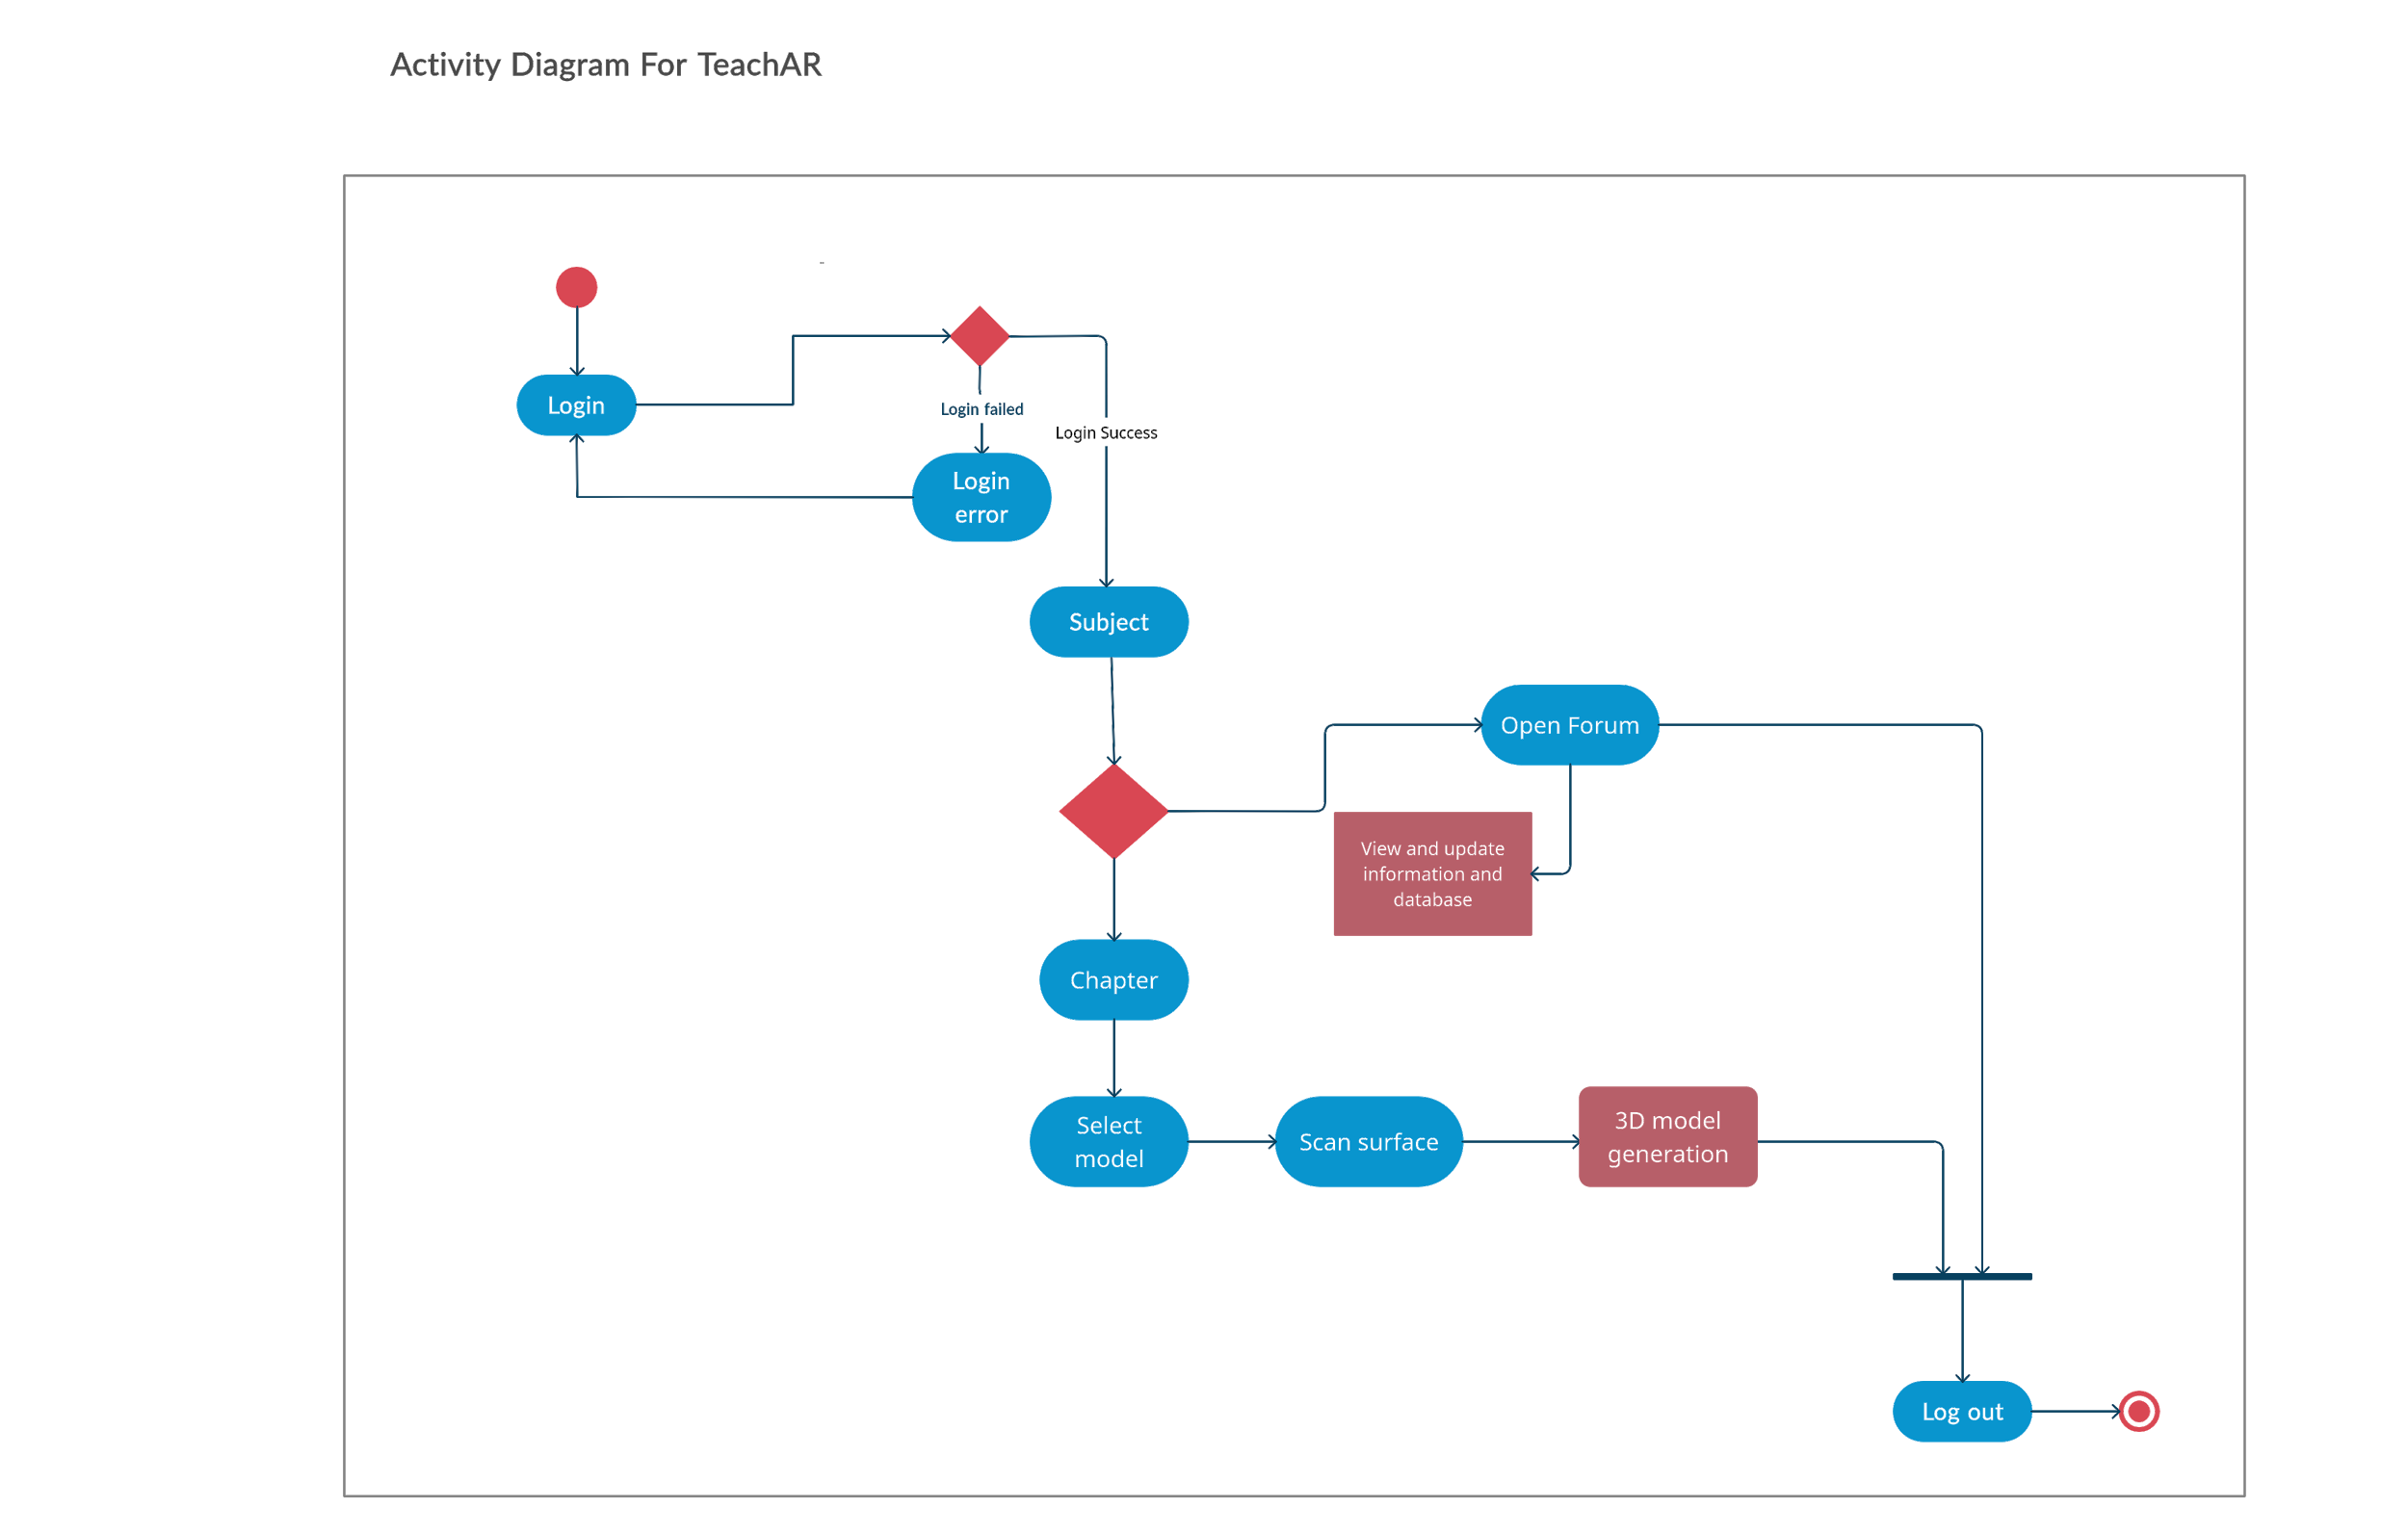 Activity Diagram For TeachAR
-
Login
Login failed
Login Success
Login
error
Subject
Open Forum
View and update
information and
database
Chapter
Select
model
Scan surface
3D model
generation
Log out